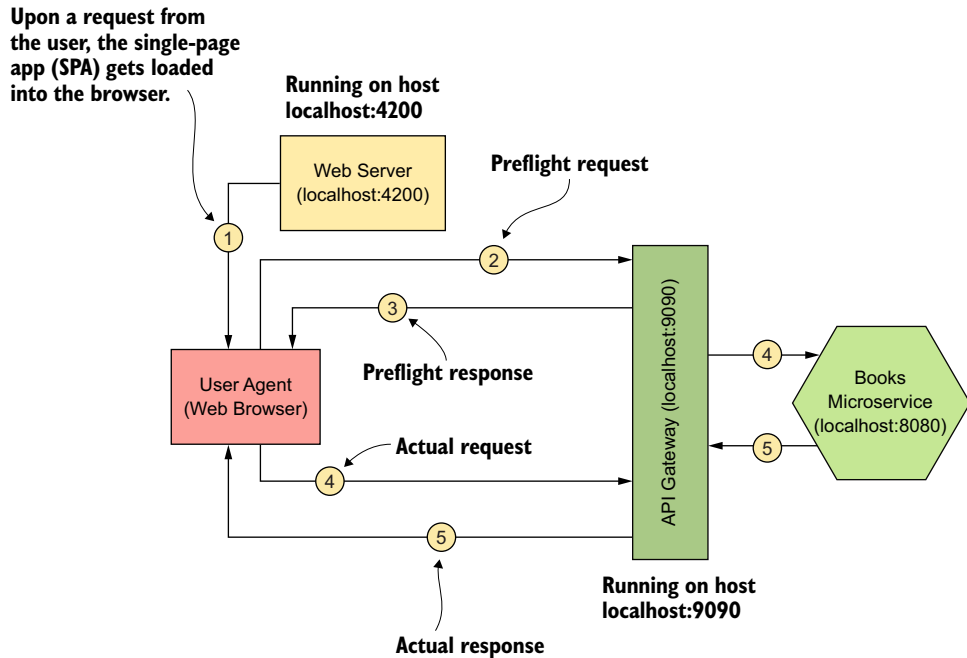 Upon a request from
the user, the single-page
app (SPA) gets loaded
into the browser.
Running on host
localhost:4200
Web Server
(localhost:4200)
Preflight request
1
2
3
Preflight response
User Agent
(Web Browser)
API Gateway (localhost:9090)
4
Books
Microservice
(localhost:8080)
5
Actual request
4
5
Actual response
Running on host
localhost:9090